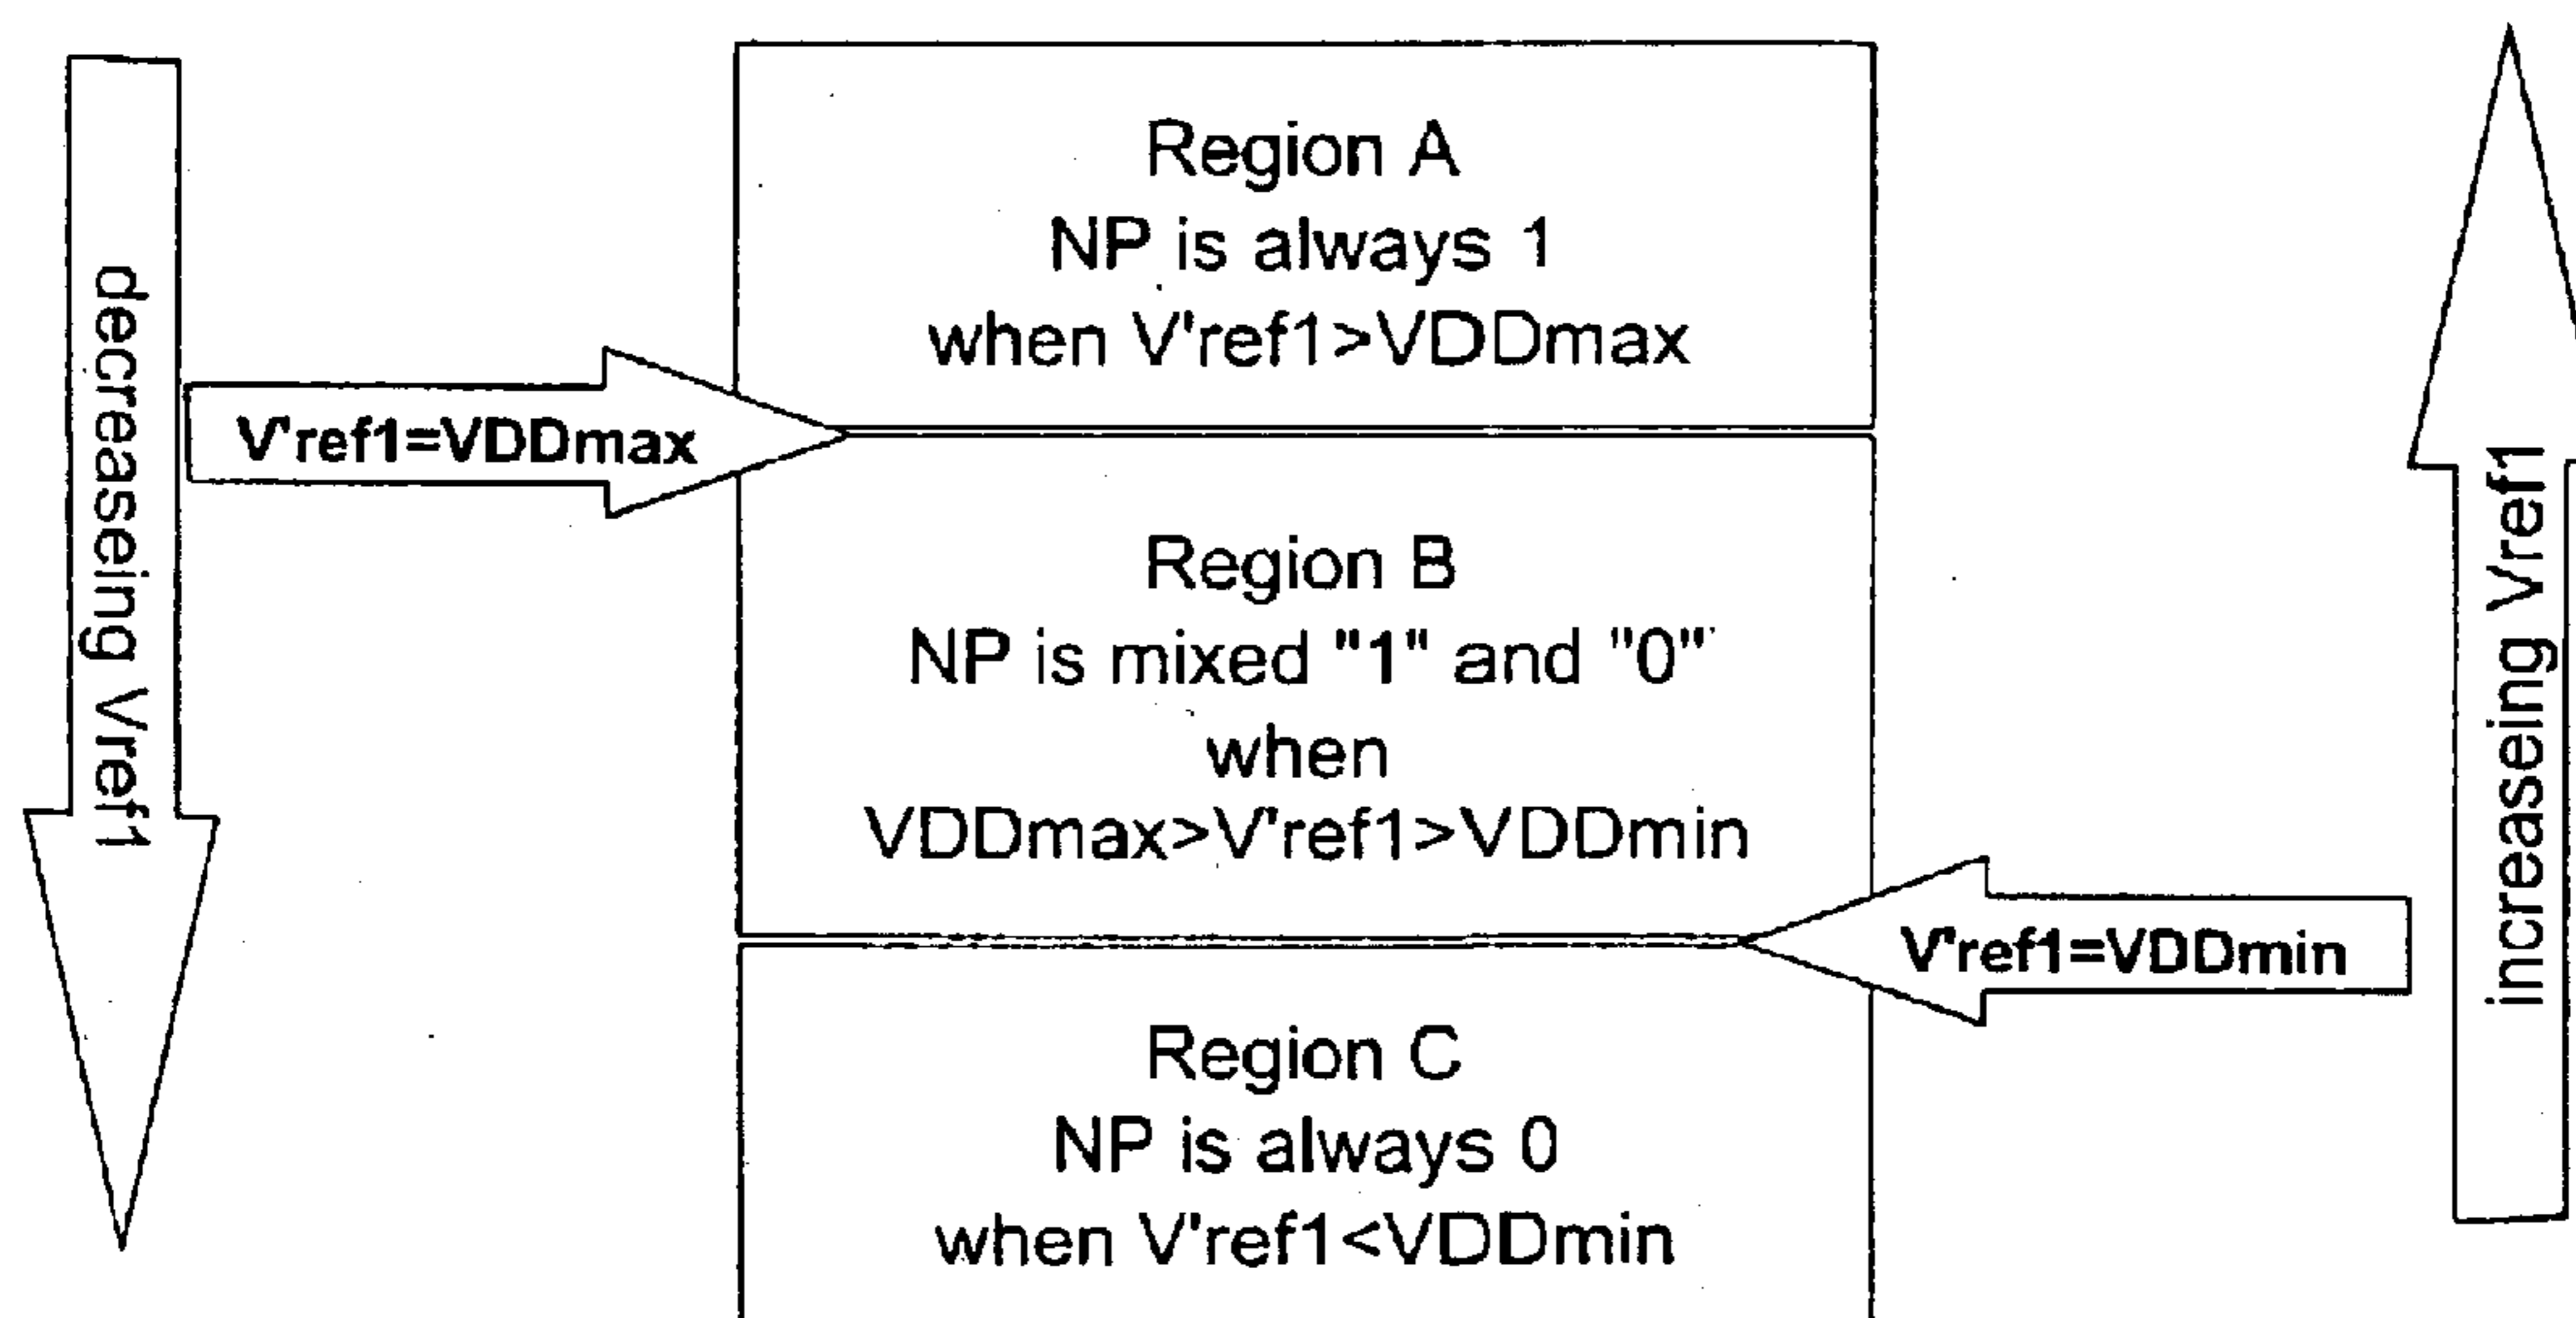 decreaseing Vref1
Region A
NP is always 1
when V'ref1>VDDmax
V'ref1=VDDmax
Region B
NP is mixed "1" and "0"
when
VDDmax>V'ref1>VDDmin
V'ref1=VDDmin
Region C
NP is always 0
when V'ref1<VDDmin
increaseing Vref1